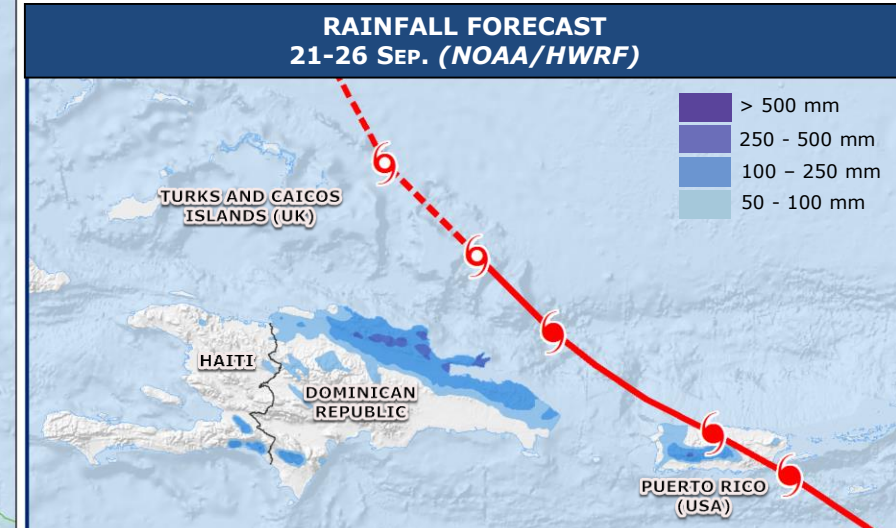 RAINFALL FORECAST
21-26 SEP. (NOAA/HWRF)
> 500 mm
250 - 500 mm
100 – 250 mm
50 - 100 mm
TURKS AND CAICOS
ISLANDS (UK)
HAITI
DOMINICAN
REPUBLIC
PUERTO RICO
(USA)